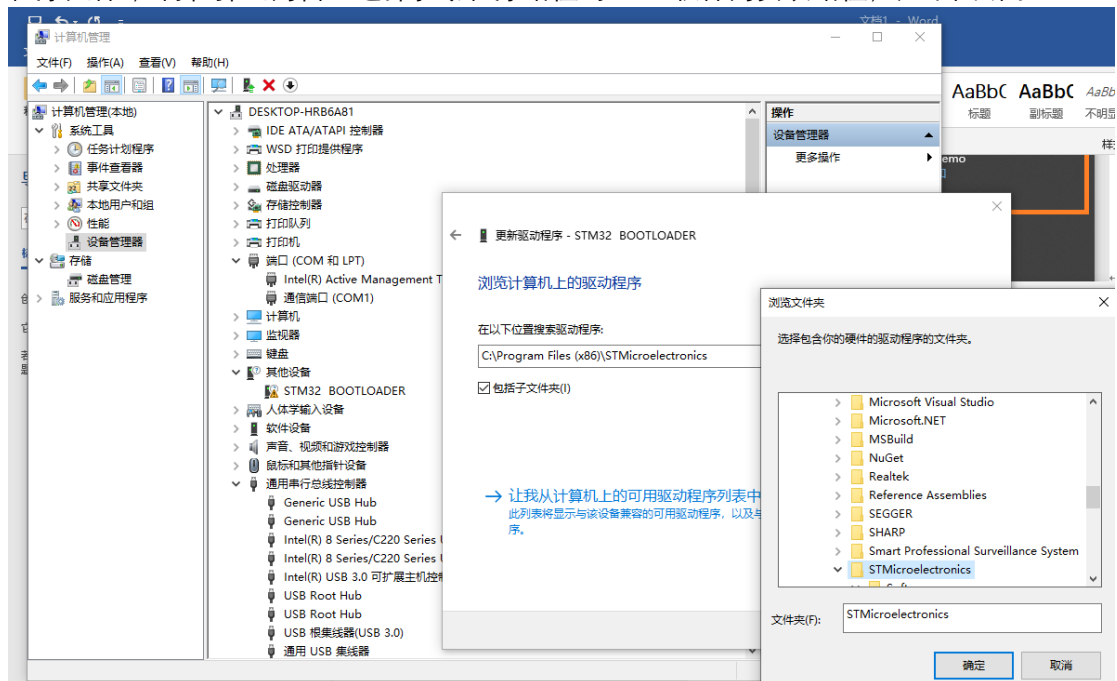 文档1 - Word
计算机管理
文件(F) 操作(A) 查看(V) 帮助(H)
AaBbC AaBbC AaBb
标题 副标题 不明显
样式
计算机管理(本地)
系统工具
任务计划程序
事件查看器
共享文件夹
本地用户和组
性能
设备管理器
存储
磁盘管理
服务和应用程序
DESKTOP-HRB6A81
IDE ATA/ATAPI 控制器
WSD 打印提供程序
处理器
磁盘驱动器
存储控制器
打印队列
打印机
端口 (COM 和 LPT)
Intel(R) Active Management T
通信端口 (COM1)
计算机
监视器
键盘
其他设备
STM32 BOOTLOADER
人体学输入设备
软件设备
声音、视频和游戏控制器
鼠标和其他指针设备
通用串行总线控制器
Generic USB Hub
Generic USB Hub
Intel(R) 8 Series/C220 Series
Intel(R) 8 Series/C220 Series
Intel(R) USB 3.0 可扩展主机控制
USB Root Hub
USB Root Hub
USB 根集线器(USB 3.0)
通用 USB 集线器
操作
设备管理器
更多操作
emo
更新驱动程序 - STM32 BOOTLOADER
浏览计算机上的驱动程序
在以下位置搜索驱动程序:
C:\Program Files (x86)\STMicroelectronics
包括子文件夹(I)
让我从计算机上的可用驱动程序列表中
此列表将显示与该设备兼容的可用驱动程序，以及与
序。
浏览文件夹
选择包含你的硬件的驱动程序的文件夹。
Microsoft Visual Studio
Microsoft.NET
MSBuild
NuGet
Realtek
Reference Assemblies
SEGGER
SHARP
Smart Professional Surveillance System
STMicroelectronics
文件夹(F): STMicroelectronics
确定 取消